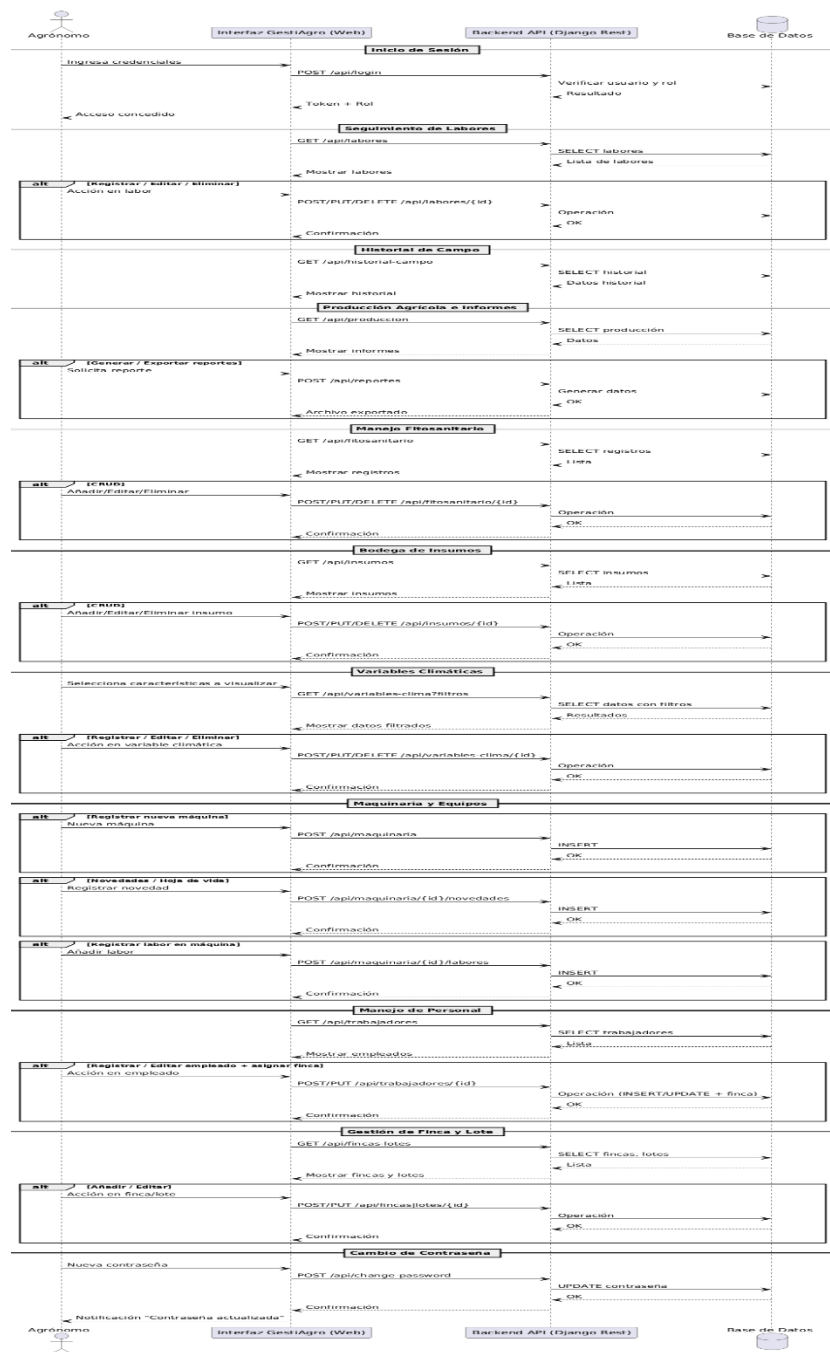 Agrónomo
Interfaz GestiAgro (Web)
Backend API (Django Rest)
Base de Datos
Inicio de Sesión
Ingresa credenciales
POST /api/login
Verificar usuario y rol
Resultado
Token + Rol
Acceso concedido
Seguimiento de Labores
GET /api/labores
SELECT labores
Lista de labores
Mostrar labores
alt [Registrar / Editar / Eliminar]
Acción en labor
POST/PUT/DELETE /api/labores/{id}
Operación
OK
Confirmación
Historial de Campo
GET /api/historial-campo
SELECT historial
Datos historial
Mostrar historial
Producción Agrícola e Informes
GET /api/produccion
SELECT producción
Datos
Mostrar informes
alt [Generar / Exportar reportes]
Solicita reporte
POST /api/reportes
Generar datos
OK
Archivo exportado
Manejo Fitosanitario
GET /api/fitosanitario
SELECT registros
Lista
Mostrar registros
alt [CRUD]
Añadir/Editar/Eliminar
POST/PUT/DELETE /api/fitosanitario/{id}
Operación
OK
Confirmación
Bodega de Insumos
GET /api/insumos
SELECT insumos
Lista
Mostrar insumos
alt [CRUD]
Añadir/Editar/Eliminar insumo
POST/PUT/DELETE /api/insumos/{id}
Operación
OK
Confirmación
Variables Climáticas
Selecciona características a visualizar
GET /api/variables-clima?filtros
SELECT datos con filtros
Resultados
Mostrar datos filtrados
alt [Registrar / Editar / Eliminar]
Acción en variable climática
POST/PUT/DELETE /api/variables-clima/{id}
Operación
OK
Confirmación
Maquinaria y Equipos
alt [Registrar nueva máquina]
Nueva máquina
POST /api/maquinaria
INSERT
OK
Confirmación
alt [Novedades / Hoja de vida]
Registrar novedad
POST /api/maquinaria/{id}/novedades
INSERT
OK
Confirmación
alt [Registrar labor en máquina]
Añadir labor
POST /api/maquinaria/{id}/labores
INSERT
OK
Confirmación
Manejo de Personal
GET /api/trabajadores
SELECT trabajadores
Lista
Mostrar empleados
alt [Registrar / Editar empleado + asignar finca]
Acción en empleado
POST/PUT /api/trabajadores/{id}
Operación (INSERT/UPDATE + finca)
OK
Confirmación
Gestión de Finca y Lote
GET /api/fincas-lotes
SELECT fincas, lotes
Lista
Mostrar fincas y lotes
alt [Añadir / Editar]
Acción en finca/lote
POST/PUT /api/fincas|lotes/{id}
Operación
OK
Confirmación
Cambio de Contraseña
Nueva contraseña
POST /api/change-password
UPDATE contraseña
OK
Confirmación
Notificación "Contraseña actualizada"
Agrónomo
Interfaz GestiAgro (Web)
Backend API (Django Rest)
Base de Datos